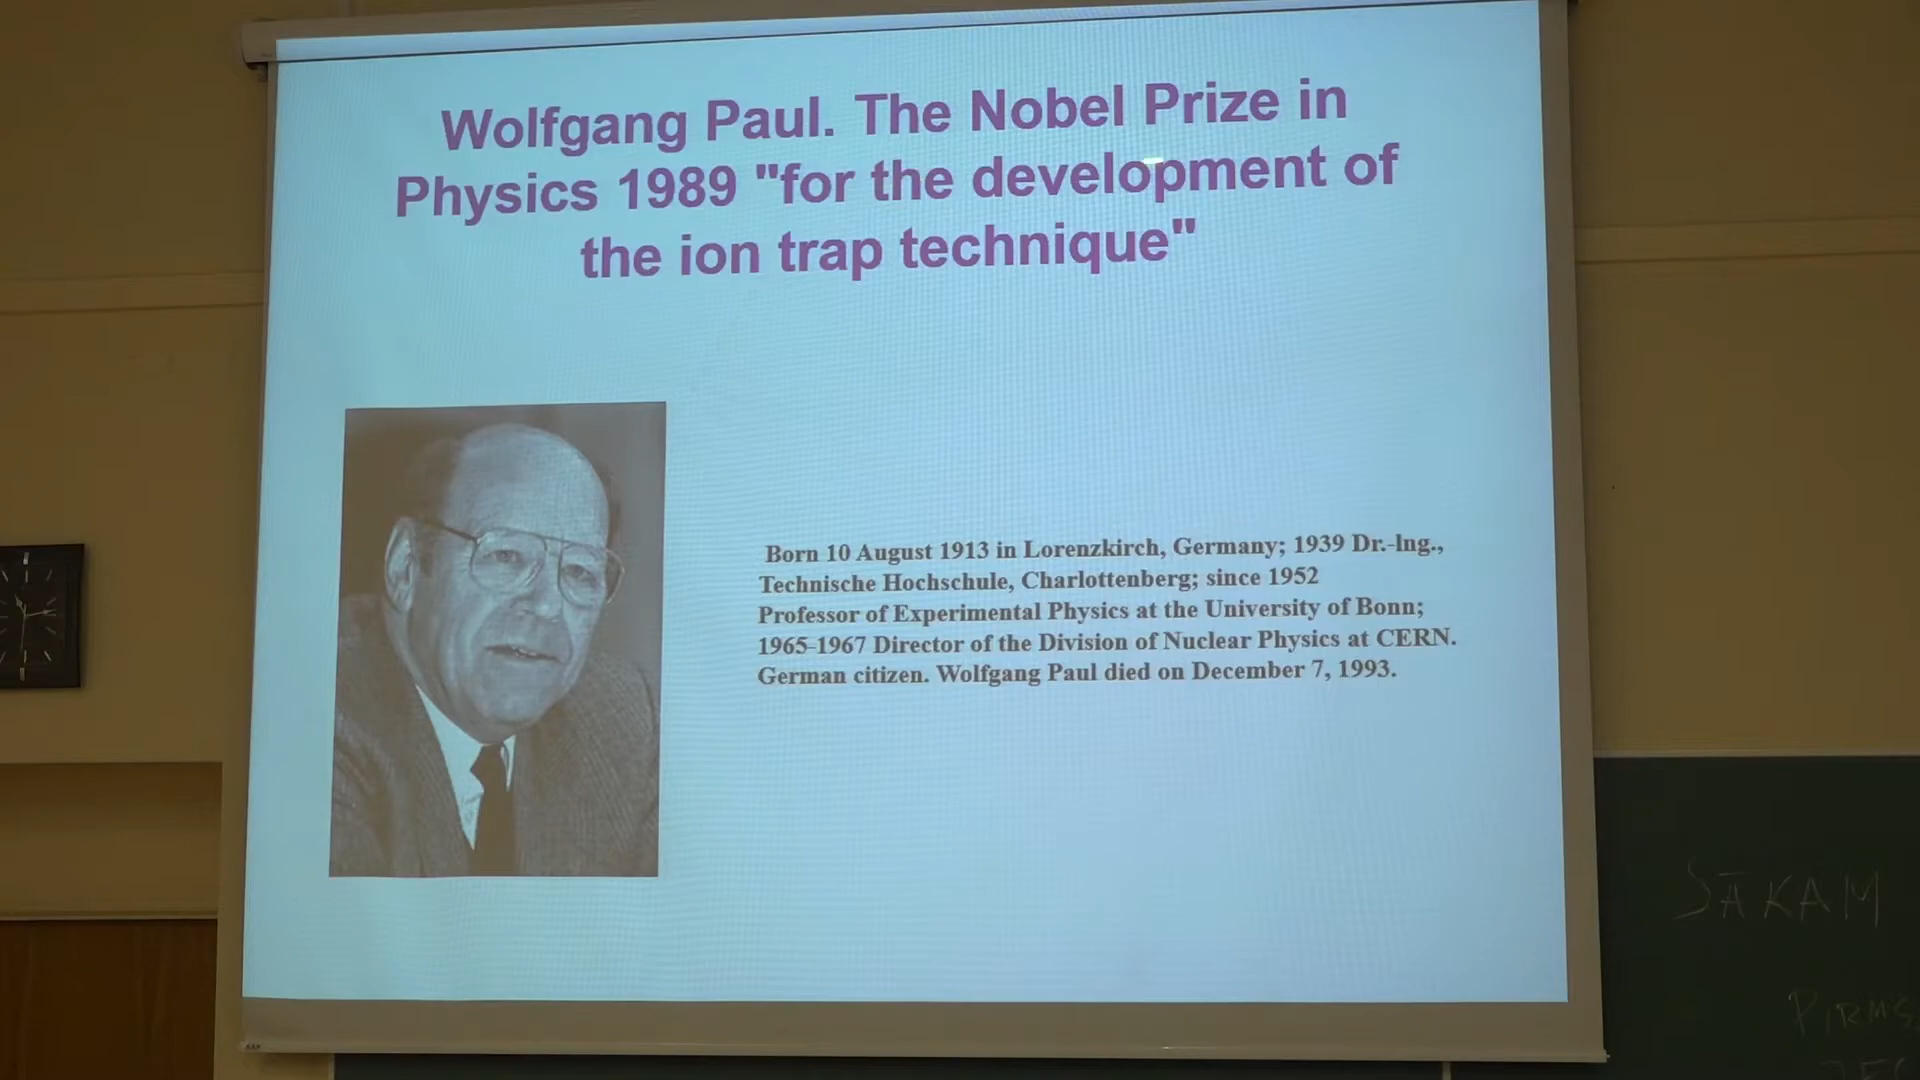 Wolfgang Paul. The Nobel Prize in
Physics 1989 "for the development of
the ion trap technique"
Born 10 August 1913 in Lorenzkirch, Germany; 1939 Dr.-Ing.,
Technische Hochschule, Charlottenberg; since 1952
Professor of Experimental Physics at the University of Bonn;
1965-1967 Director of the Division of Nuclear Physics at CERN.
German citizen. Wolfgang Paul died on December 7, 1993.
SĀKAM